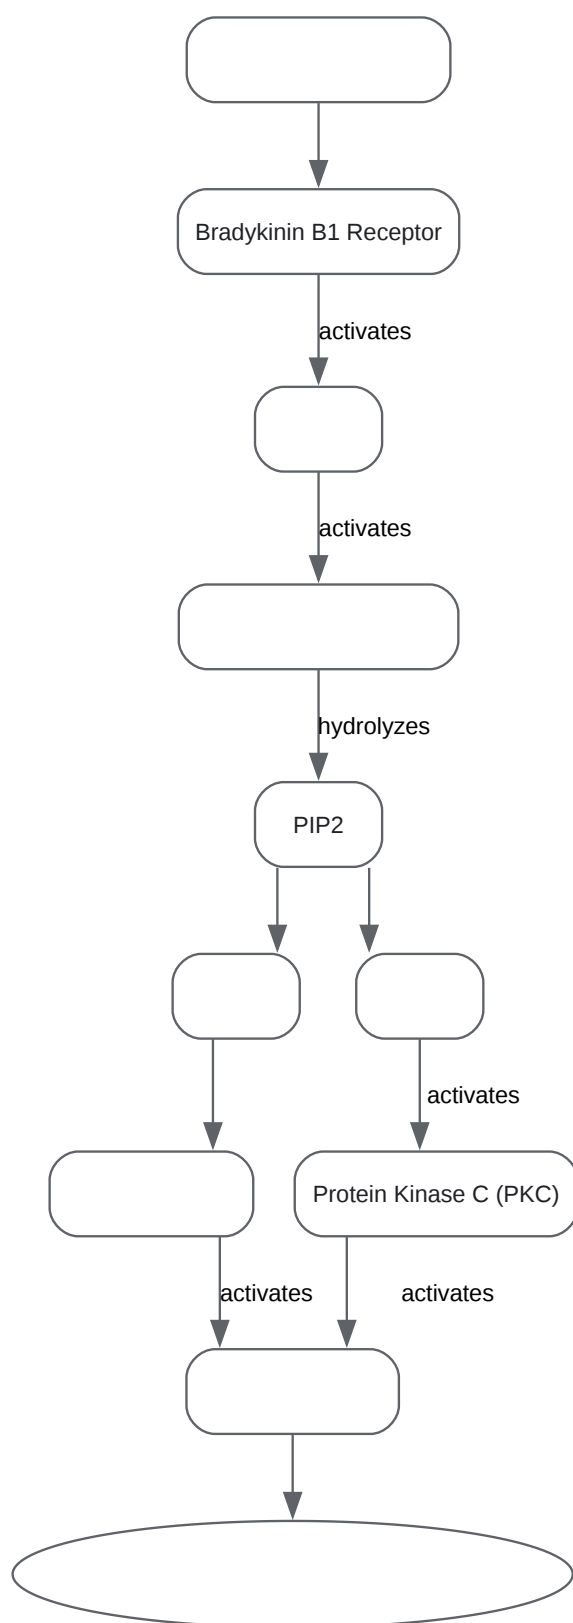 Bradykinin B1 Receptor
activates
activates
hydrolyzes
PIP2
activates
Protein Kinase C (PKC)
activates
activates